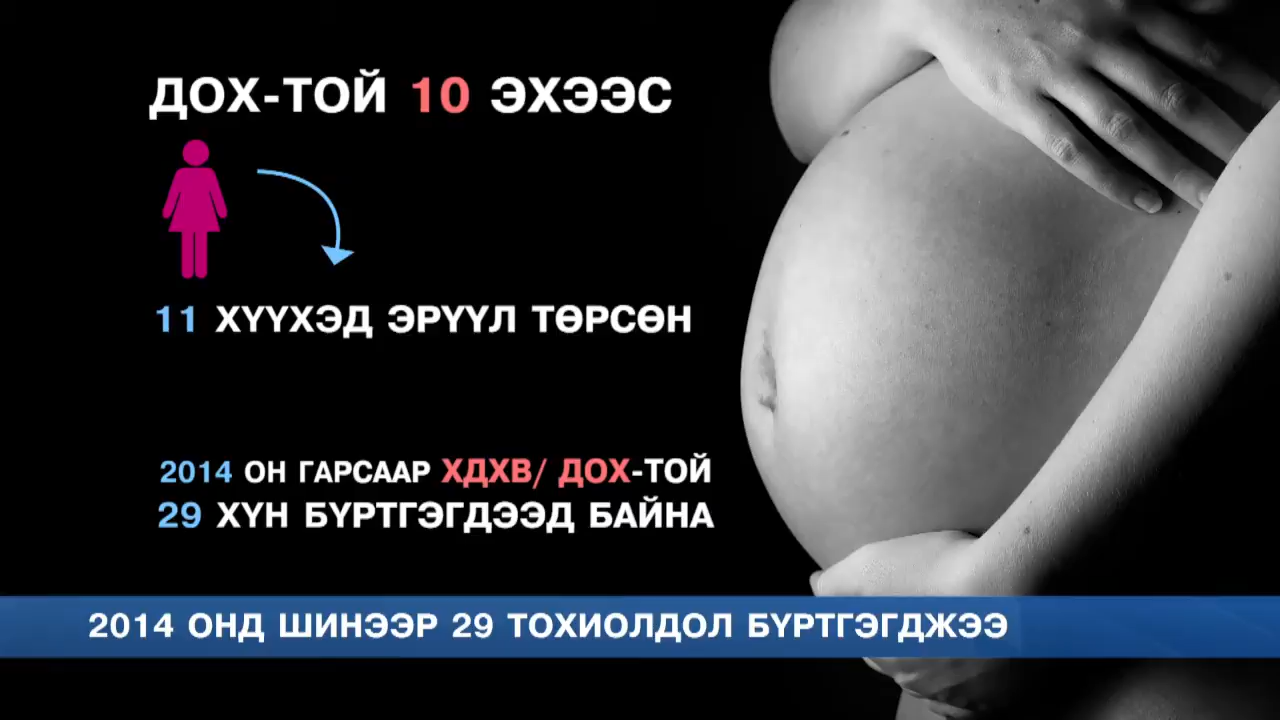 ДОХ-ТОЙ 10 ЭХЭЭС
11 ХҮҮХЭД ЭРҮҮЛ ТӨРСӨН
2014 ОН ГАРСААР ХДХВ/ ДОХ-ТОЙ
29 ХҮН БҮРТГЭГДЭЭД БАЙНА
2014 ОНД ШИНЭЭР 29 ТОХИОЛДОЛ БҮРТГЭГДЖЭЭ